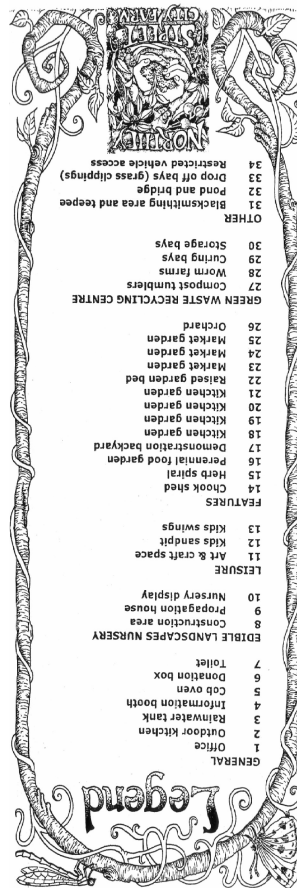 Legend
GENERAL
1 Office
2 Outdoor kitchen
3 Rainwater tank
4 Information booth
5 Cob oven
6 Donation box
7 Toilet
EDIBLE LANDSCAPES NURSERY
8 Construction area
9 Propagation house
10 Nursery display
LEISURE
11 Art & craft space
12 Kids sandpit
13 Kids swings
FEATURES
14 Chook shed
15 Herb spiral
16 Perennial food garden
17 Demonstration backyard
18 Kitchen garden
19 Kitchen garden
20 Kitchen garden
21 Kitchen garden
22 Raised garden bed
23 Market garden
24 Market garden
25 Market garden
26 Orchard
GREEN WASTE RECYCLING CENTRE
27 Compost tumblers
28 Worm farms
29 Curing bays
30 Storage bays
OTHER
31 Blacksmithing area and teepee
32 Pond and bridge
33 Drop off bays (grass clippings)
34 Restricted vehicle access
NORTHEY
STREET
CITY FARM